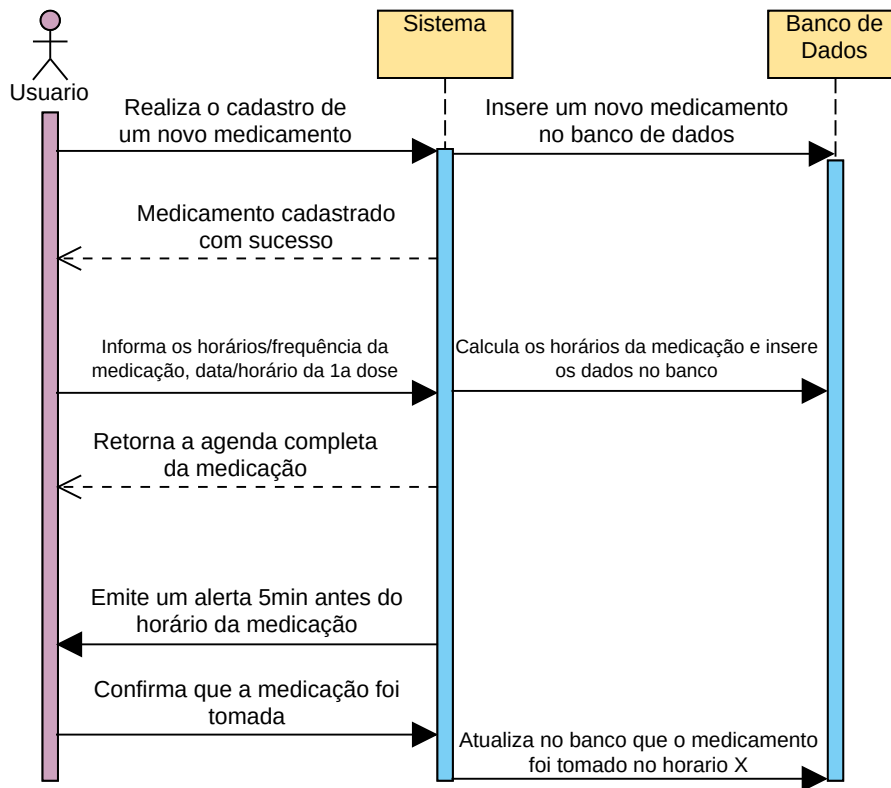 Sistema
Banco de
Dados
Usuario
Realiza o cadastro de
um novo medicamento
Insere um novo medicamento
no banco de dados
Medicamento cadastrado
com sucesso
Informa os horários/frequência da
medicação, data/horário da 1a dose
Calcula os horários da medicação e insere
os dados no banco
Retorna a agenda completa
da medicação
Emite um alerta 5min antes do
horário da medicação
Confirma que a medicação foi
tomada
Atualiza no banco que o medicamento
foi tomado no horario X